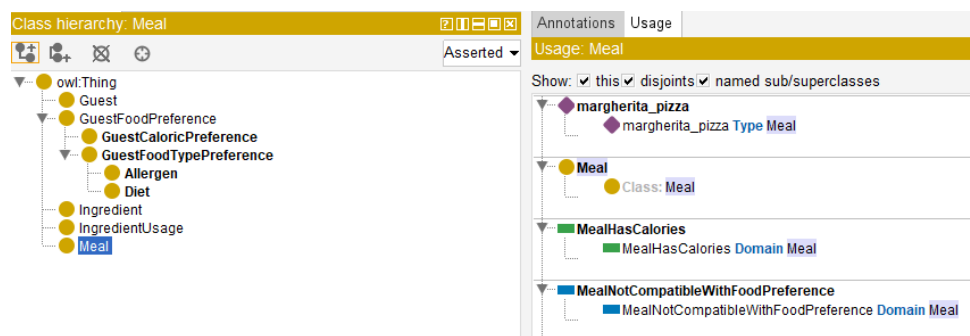 Class hierarchy: Meal
Asserted
owl:Thing
Guest
GuestFoodPreference
GuestCaloricPreference
GuestFoodTypePreference
Allergen
Diet
Ingredient
IngredientUsage
Meal
Annotations Usage
Usage: Meal
Show: this disjoints named sub/superclasses
margherita_pizza
margherita_pizza Type Meal
Meal
Class: Meal
MealHasCalories
MealHasCalories Domain Meal
MealNotCompatibleWithFoodPreference
MealNotCompatibleWithFoodPreference Domain Meal